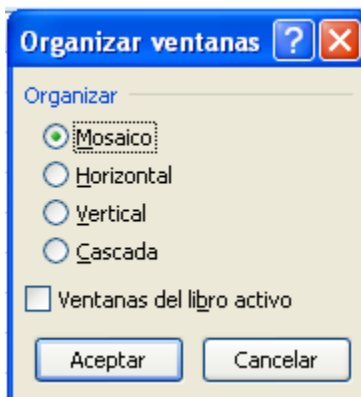 Organizar ventanas ?
Organizar
Mosaico
Horizontal
Vertical
Cascada
Ventanas del libro activo
Aceptar Cancelar